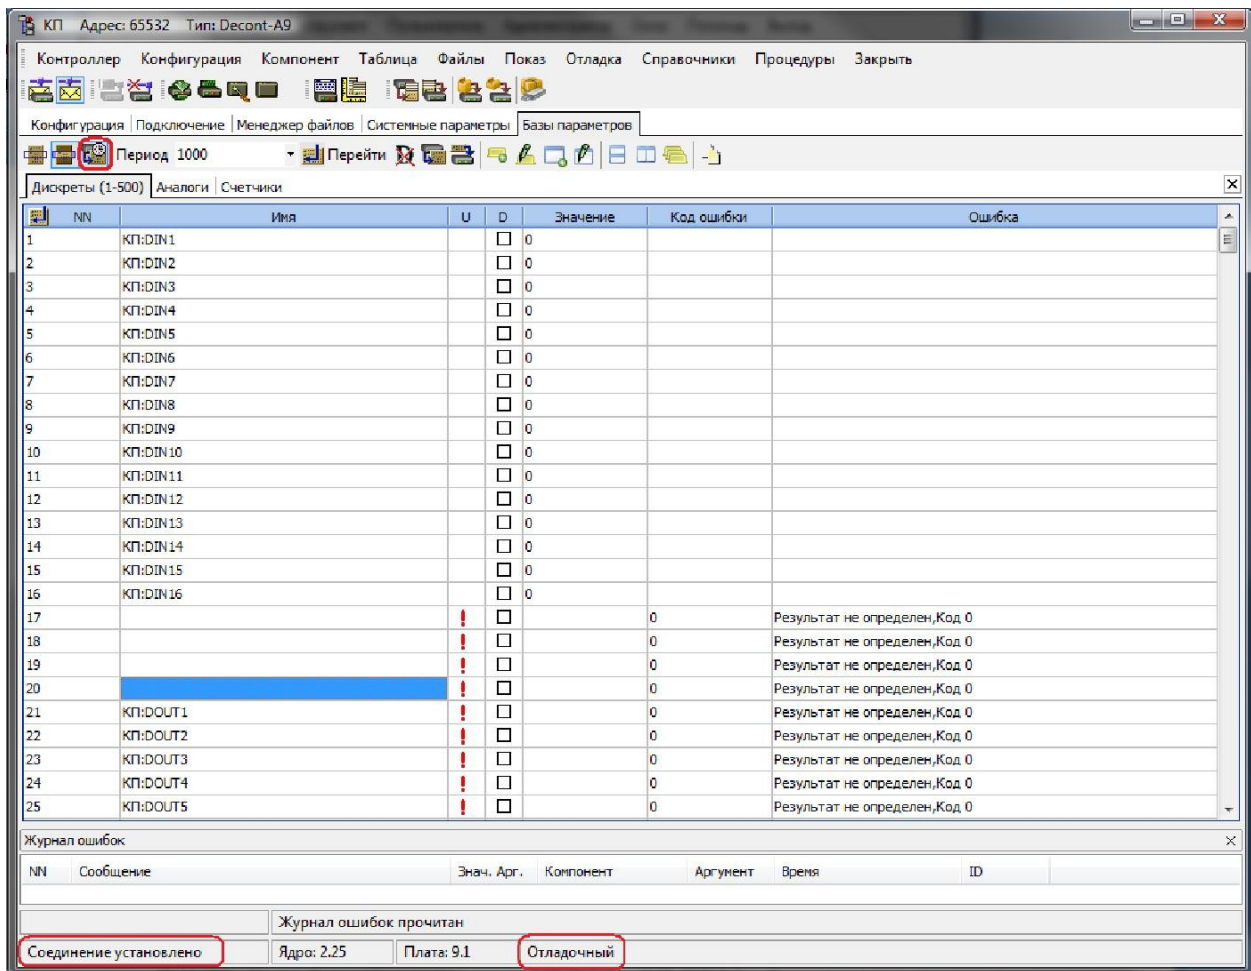 КП Адрес: 65532 Тип: Decont-A9
Контроллер Конфигурация Компонент Таблица Файлы Показ Отладка Справочники Процедуры Закрыть
Конфигурация Подключение Менеджер файлов Системные параметры Базы параметров
Период 1000 Перейти
Дискреты (1-500) Аналоги Счетчики
NN Имя U D Значение Код ошибки Ошибка
1 КП:DIN1 0
2 КП:DIN2 0
3 КП:DIN3 0
4 КП:DIN4 0
5 КП:DIN5 0
6 КП:DIN6 0
7 КП:DIN7 0
8 КП:DIN8 0
9 КП:DIN9 0
10 КП:DIN10 0
11 КП:DIN11 0
12 КП:DIN12 0
13 КП:DIN13 0
14 КП:DIN14 0
15 КП:DIN15 0
16 КП:DIN16 0
17 ! 0 Результат не определен,Код 0
18 ! 0 Результат не определен,Код 0
19 ! 0 Результат не определен,Код 0
20 ! 0 Результат не определен,Код 0
21 КП:DOUT1 ! 0 Результат не определен,Код 0
22 КП:DOUT2 ! 0 Результат не определен,Код 0
23 КП:DOUT3 ! 0 Результат не определен,Код 0
24 КП:DOUT4 ! 0 Результат не определен,Код 0
25 КП:DOUT5 ! 0 Результат не определен,Код 0
Журнал ошибок
NN Сообщение Знач. Арг. Компонент Аргумент Время ID
Журнал ошибок прочитан
Соединение установлено Ядро: 2.25 Плата: 9.1 Отладочный